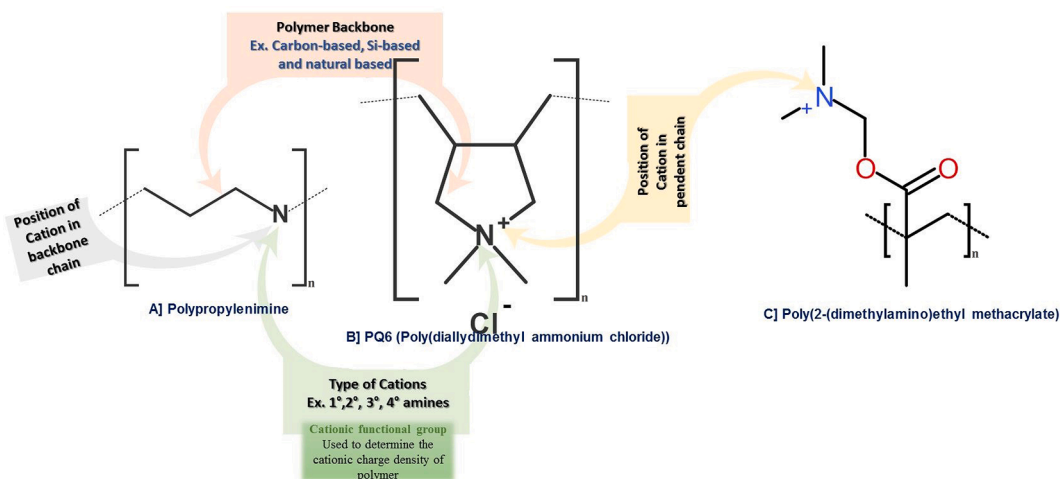 Polymer Backbone
Ex. Carbon-based, Si-based
and natural based
Position of
Cation in
backbone
chain
N
n
A] Polypropylenimine
N+
n
Cl-
B] PQ6 (Poly(diallydimethyl ammonium chloride))
Position of
Cation in
pendent chain
N
+
O
O
n
C] Poly(2-(dimethylamino)ethyl methacrylate)
Type of Cations
Ex. 1°,2°, 3°, 4° amines
Cationic functional group
Used to determine the
cationic charge density of
polymer